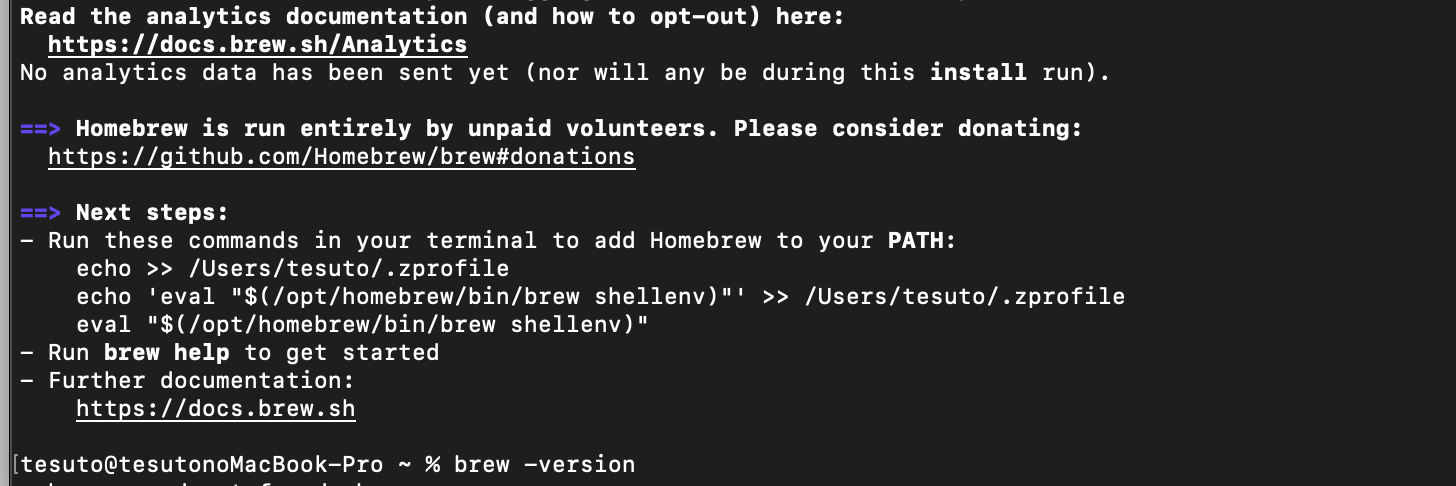 Read the analytics documentation (and how to opt-out) here:
https://docs.brew.sh/Analytics
No analytics data has been sent yet (nor will any be during this install run).
==> Homebrew is run entirely by unpaid volunteers. Please consider donating:
https://github.com/Homebrew/brew#donations
==> Next steps:
- Run these commands in your terminal to add Homebrew to your PATH:
echo >> /Users/tesuto/.zprofile
echo 'eval "$(/opt/homebrew/bin/brew shellenv)"' >> /Users/tesuto/.zprofile
eval "$(/opt/homebrew/bin/brew shellenv)"
- Run brew help to get started
- Further documentation:
https://docs.brew.sh
[tesuto@tesutonoMacBook-Pro ~ % brew -version